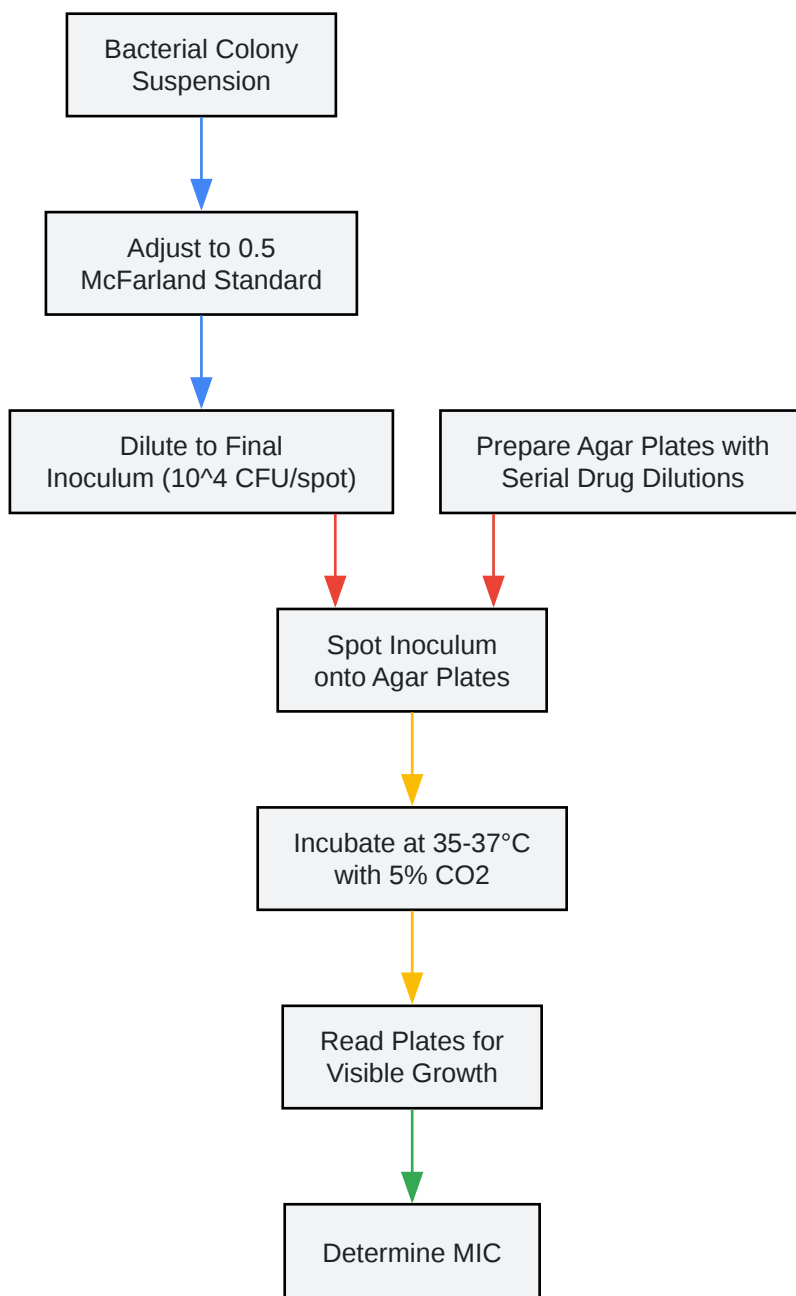 Bacterial Colony
Suspension
Adjust to 0.5
McFarland Standard
Dilute to Final
Inoculum (10^4 CFU/spot)
Prepare Agar Plates with
Serial Drug Dilutions
Spot Inoculum
onto Agar Plates
Incubate at 35-37°C
with 5% CO2
Read Plates for
Visible Growth
Determine MIC